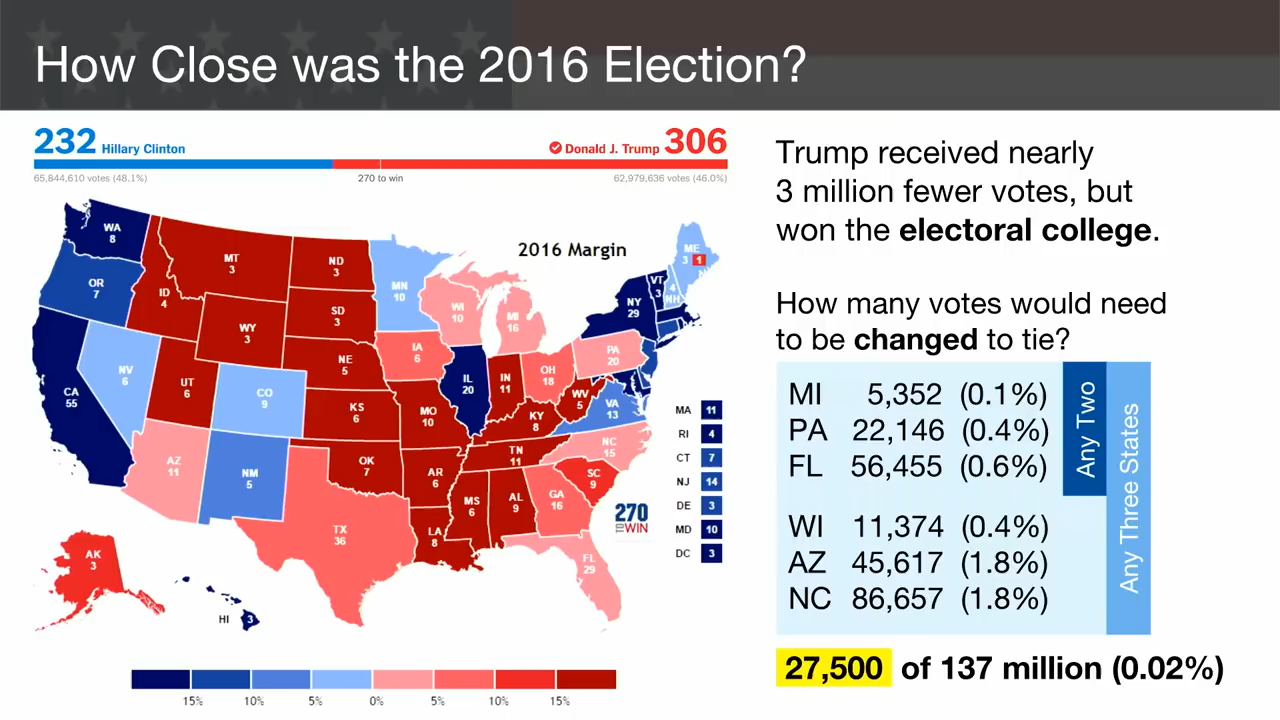 How Close was the 2016 Election?
232 Hillary Clinton
Donald J. Trump 306
65,844,610 votes (48.1%)
270 to win
62,979,636 votes (46.0%)
2016 Margin
WA
8
OR
7
CA
55
NV
6
ID
4
MT
3
WY
3
UT
6
CO
9
AZ
11
NM
5
ND
3
SD
3
NE
5
KS
6
OK
7
TX
36
MN
10
IA
6
MO
10
AR
6
LA
8
WI
10
IL
20
MI
16
IN
11
OH
18
KY
8
TN
11
MS
6
AL
9
GA
16
FL
29
SC
9
NC
15
VA
13
WV
5
PA
20
NY
29
VT
3
4
NH
ME
3
1
AK
3
HI
3
MA 11
RI 4
CT 7
NJ 14
DE 3
MD 10
DC 3
270
TO WIN
15%
10%
5%
0%
5%
10%
15%
Trump received nearly
3 million fewer votes, but
won the electoral college.
How many votes would need
to be changed to tie?
MI 5,352 (0.1%)
PA 22,146 (0.4%)
FL 56,455 (0.6%)
WI 11,374 (0.4%)
AZ 45,617 (1.8%)
NC 86,657 (1.8%)
Any Two
Any Three States
27,500 of 137 million (0.02%)